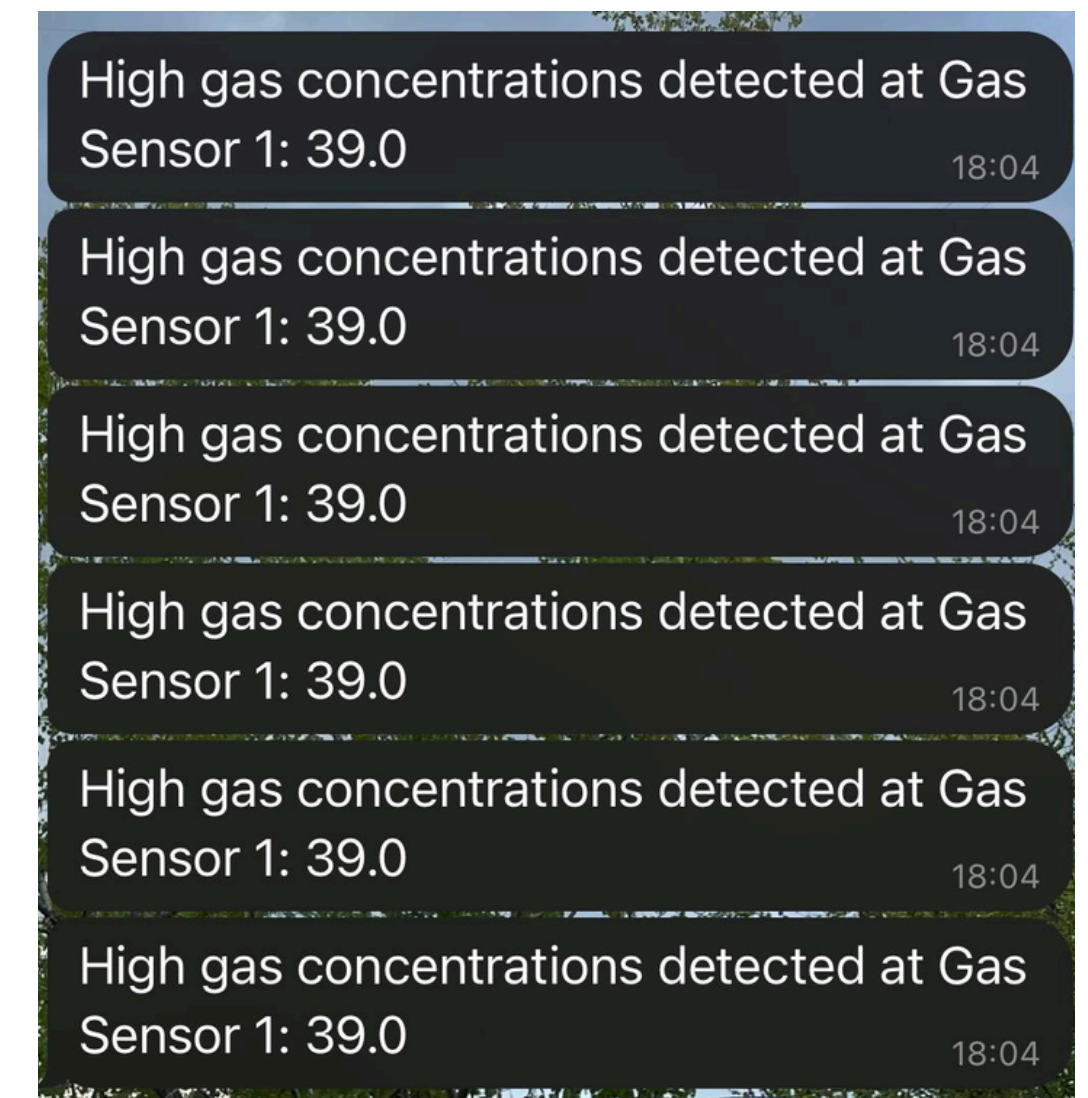 High gas concentrations detected at Gas
Sensor 1: 39.0
18:04
High gas concentrations detected at Gas
Sensor 1: 39.0
18:04
High gas concentrations detected at Gas
Sensor 1: 39.0
18:04
High gas concentrations detected at Gas
Sensor 1: 39.0
18:04
High gas concentrations detected at Gas
Sensor 1: 39.0
18:04
High gas concentrations detected at Gas
Sensor 1: 39.0
18:04